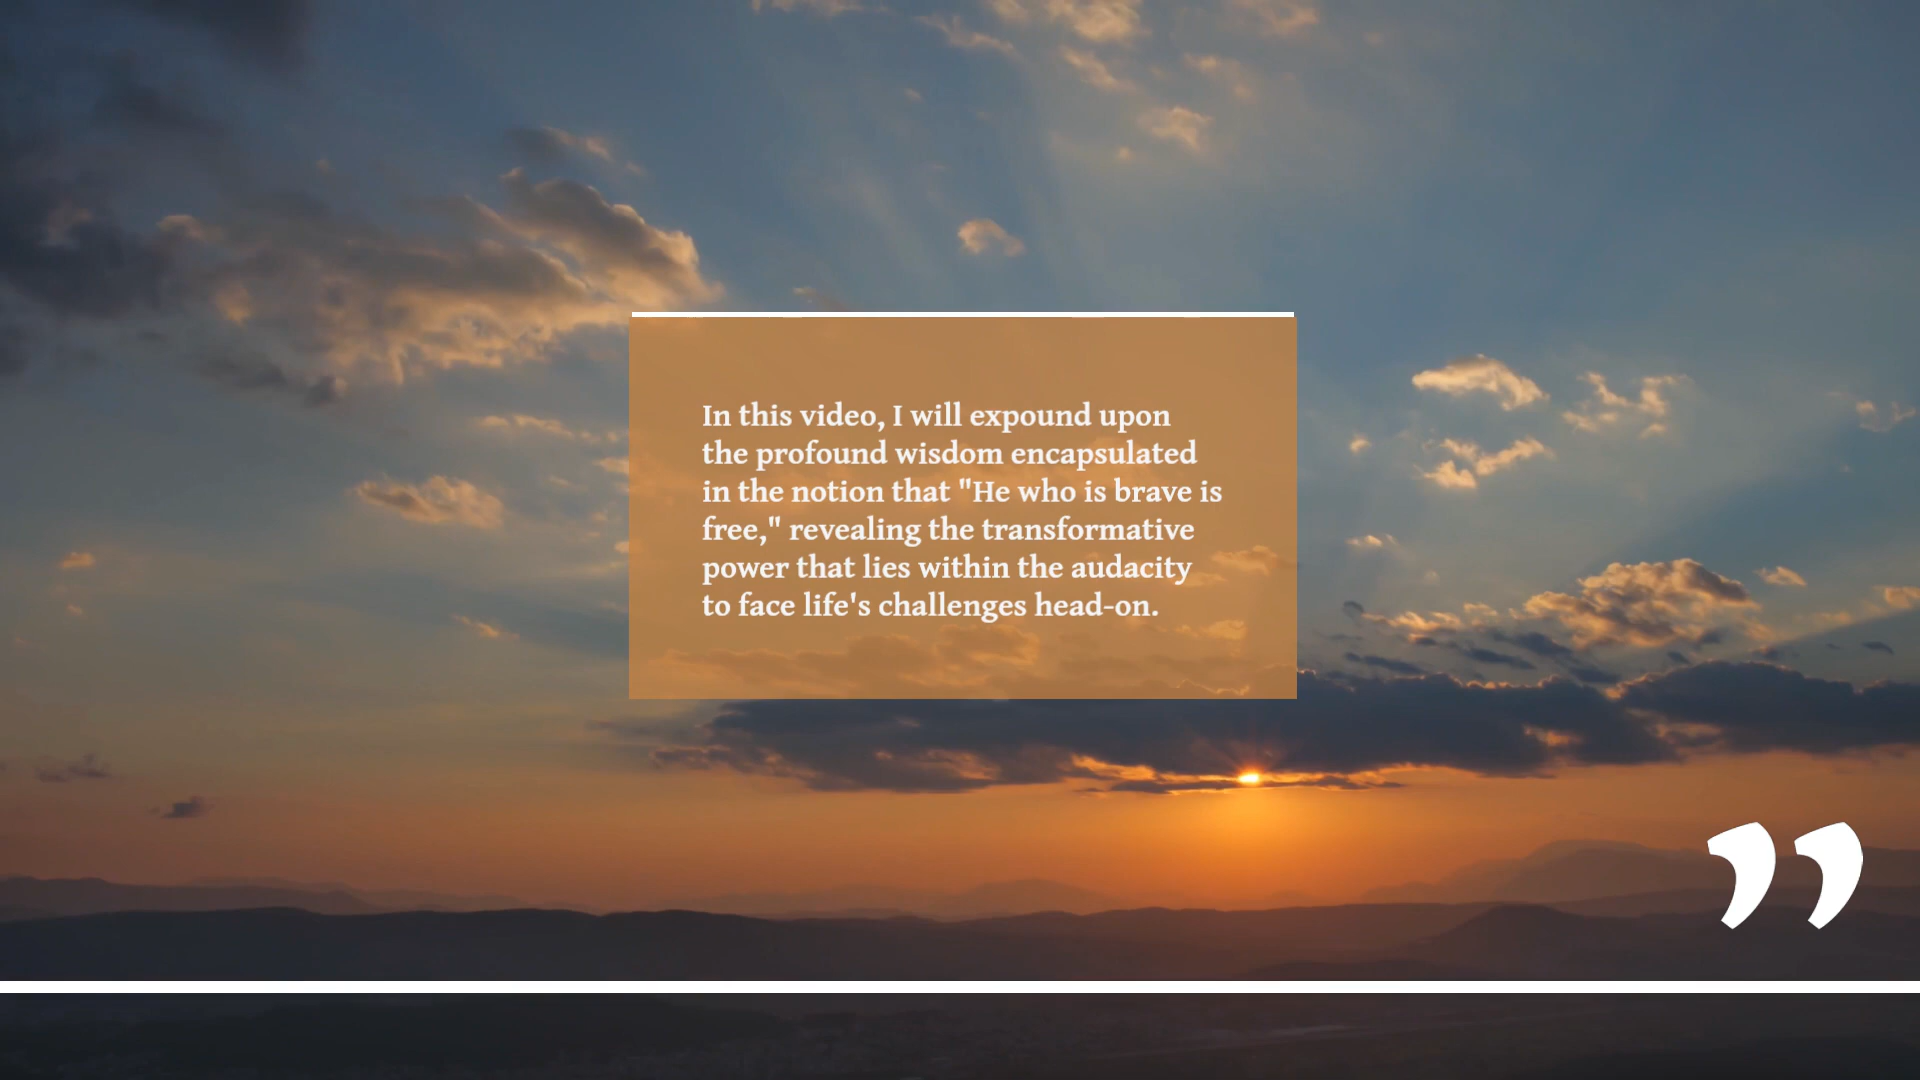 In this video, I will expound upon
the profound wisdom encapsulated
in the notion that "He who is brave is
free," revealing the transformative
power that lies within the audacity
to face life's challenges head-on.
”